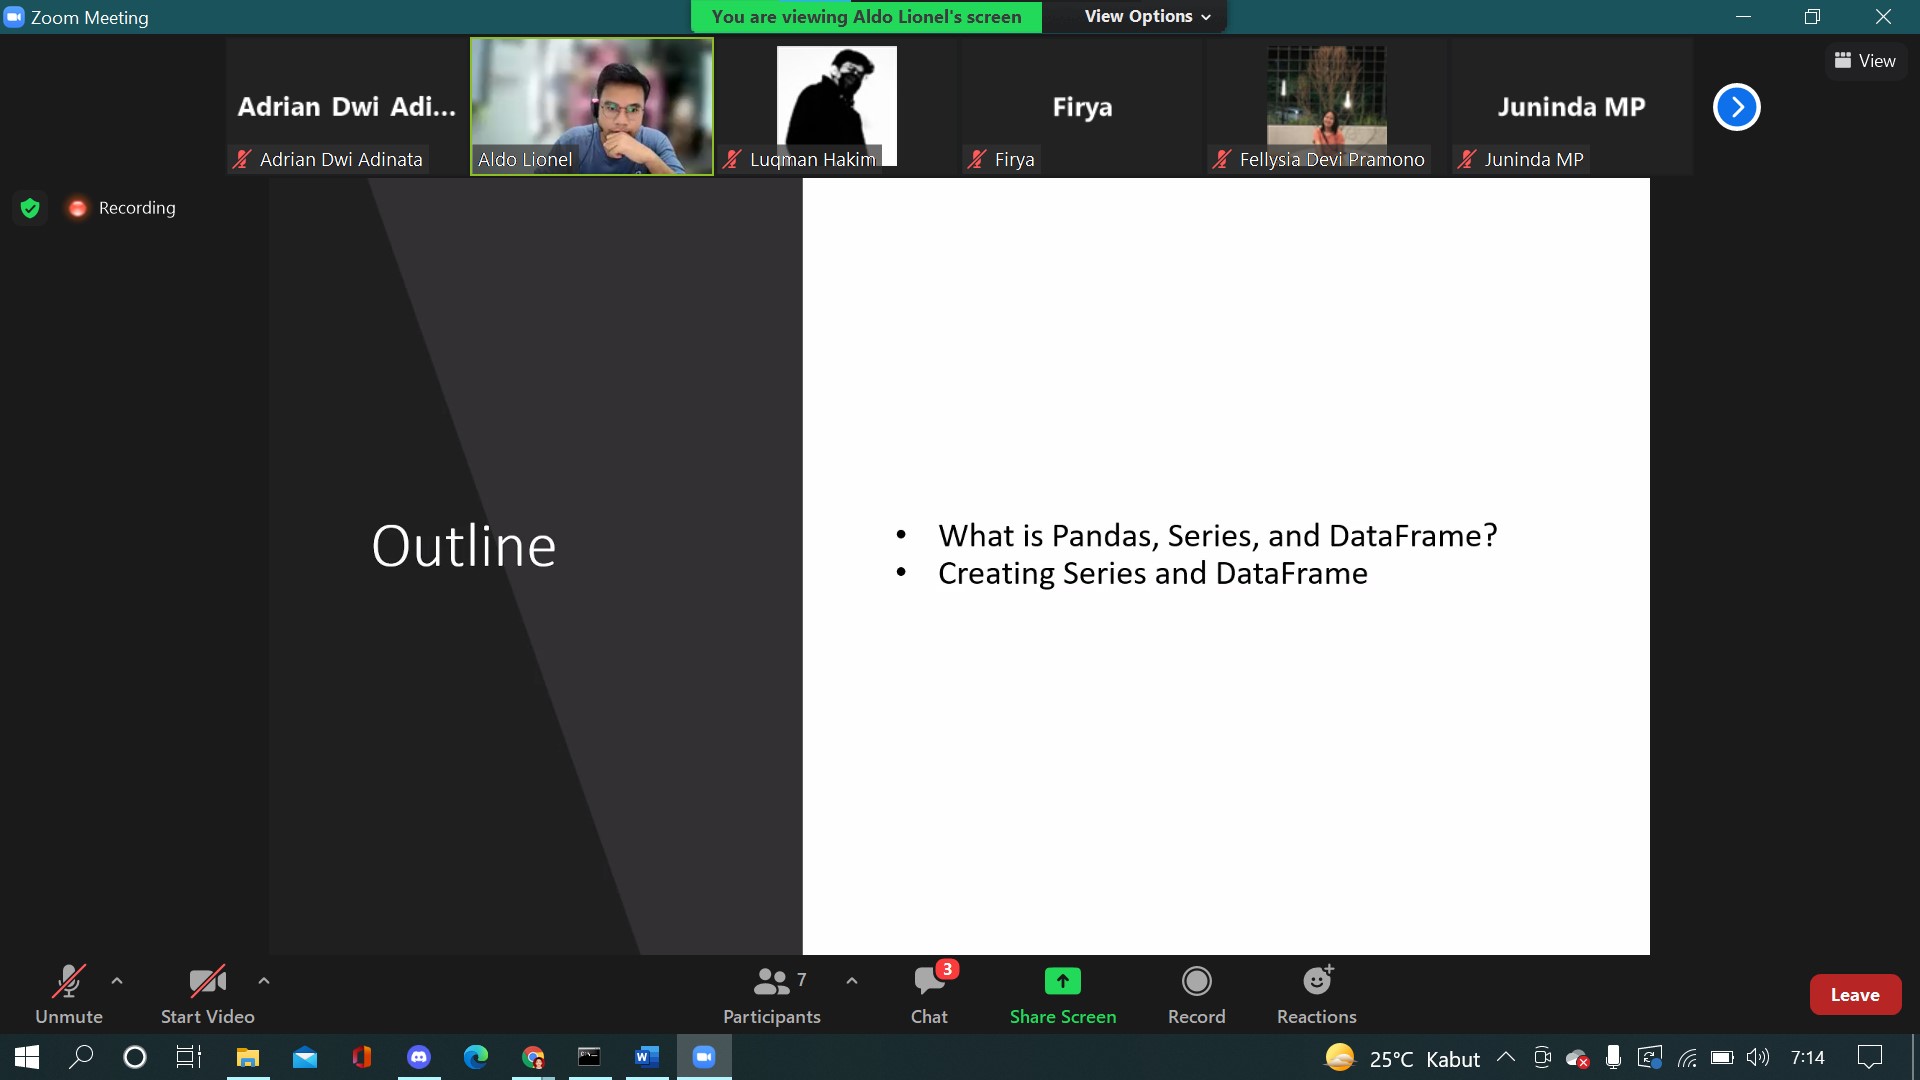 Zoom Meeting
You are viewing Aldo Lionel's screen
View Options
View
Adrian Dwi Adi...
Firya
Juninda MP
Adrian Dwi Adinata
Aldo Lionel
Luqman Hakim
Firya
Fellysia Devi Pramono
Juninda MP
Recording
Outline
• What is Pandas, Series, and DataFrame?
• Creating Series and DataFrame
7
3
Unmute
Start Video
Participants
Chat
Share Screen
Record
Reactions
Leave
25°C Kabut
7:14